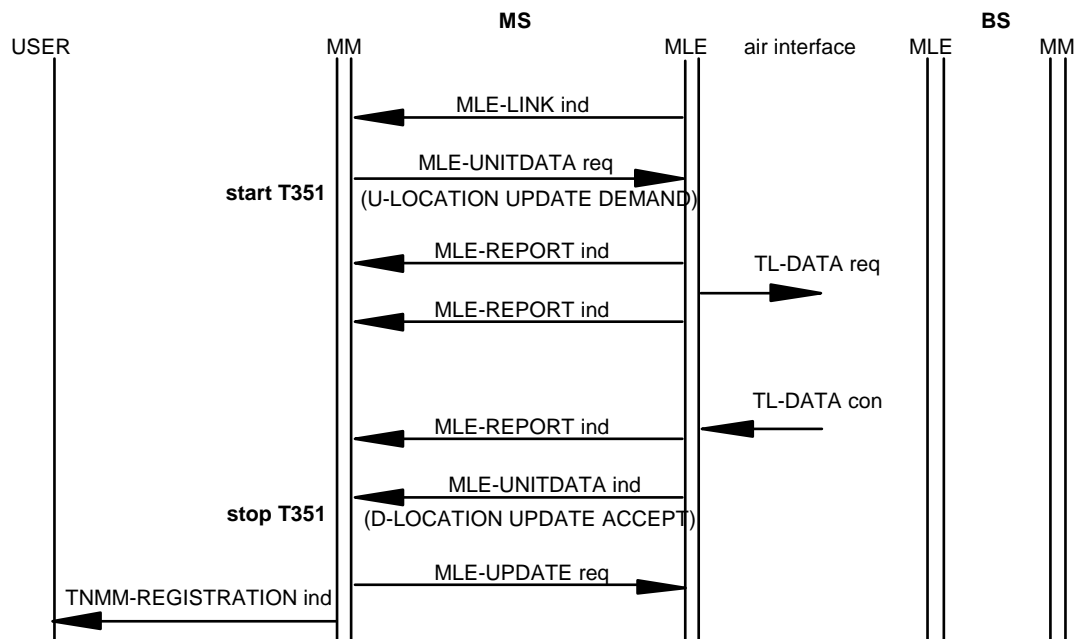 MS BS
USER MM MLE air interface MLE MM
MLE-LINK ind
MLE-UNITDATA req
start T351
(U-LOCATION UPDATE DEMAND)
MLE-REPORT ind
TL-DATA req
MLE-REPORT ind
TL-DATA con
MLE-REPORT ind
MLE-UNITDATA ind
stop T351
(D-LOCATION UPDATE ACCEPT)
MLE-UPDATE req
TNMM-REGISTRATION ind